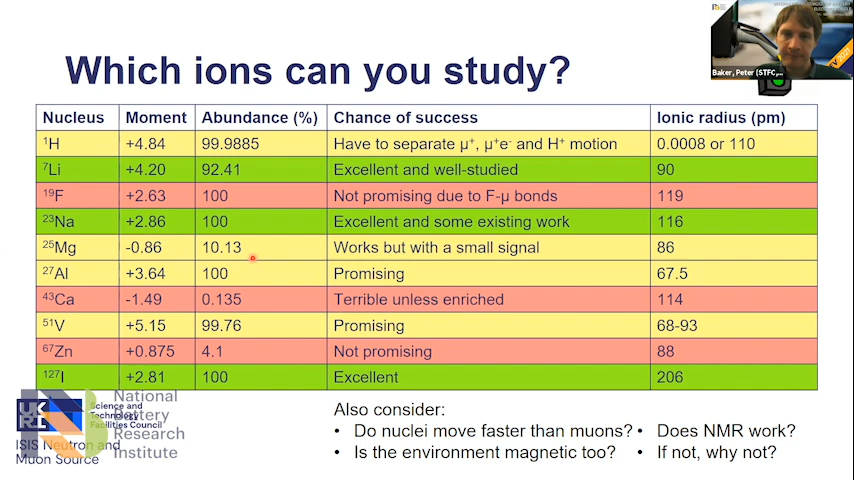 Which ions can you study?
Baker, Peter (STFC,
Nucleus Moment Abundance (%) Chance of success Ionic radius (pm)
¹H +4.84 99.9885 Have to separate μ⁺, μ⁺e⁻ and H⁺ motion 0.0008 or 110
⁷Li +4.20 92.41 Excellent and well-studied 90
¹⁹F +2.63 100 Not promising due to F-μ bonds 119
²³Na +2.86 100 Excellent and some existing work 116
²⁵Mg -0.86 10.13 Works but with a small signal 86
²⁷Al +3.64 100 Promising 67.5
⁴³Ca -1.49 0.135 Terrible unless enriched 114
⁵¹V +5.15 99.76 Promising 68-93
⁶⁷Zn +0.875 4.1 Not promising 88
¹²⁷I +2.81 100 Excellent 206
UKRI
Science and
Technology
Facilities Council
ISIS Neutron and
Muon Source
National
Battery
Research
Institute
Also consider:
• Do nuclei move faster than muons? • Does NMR work?
• Is the environment magnetic too? • If not, why not?